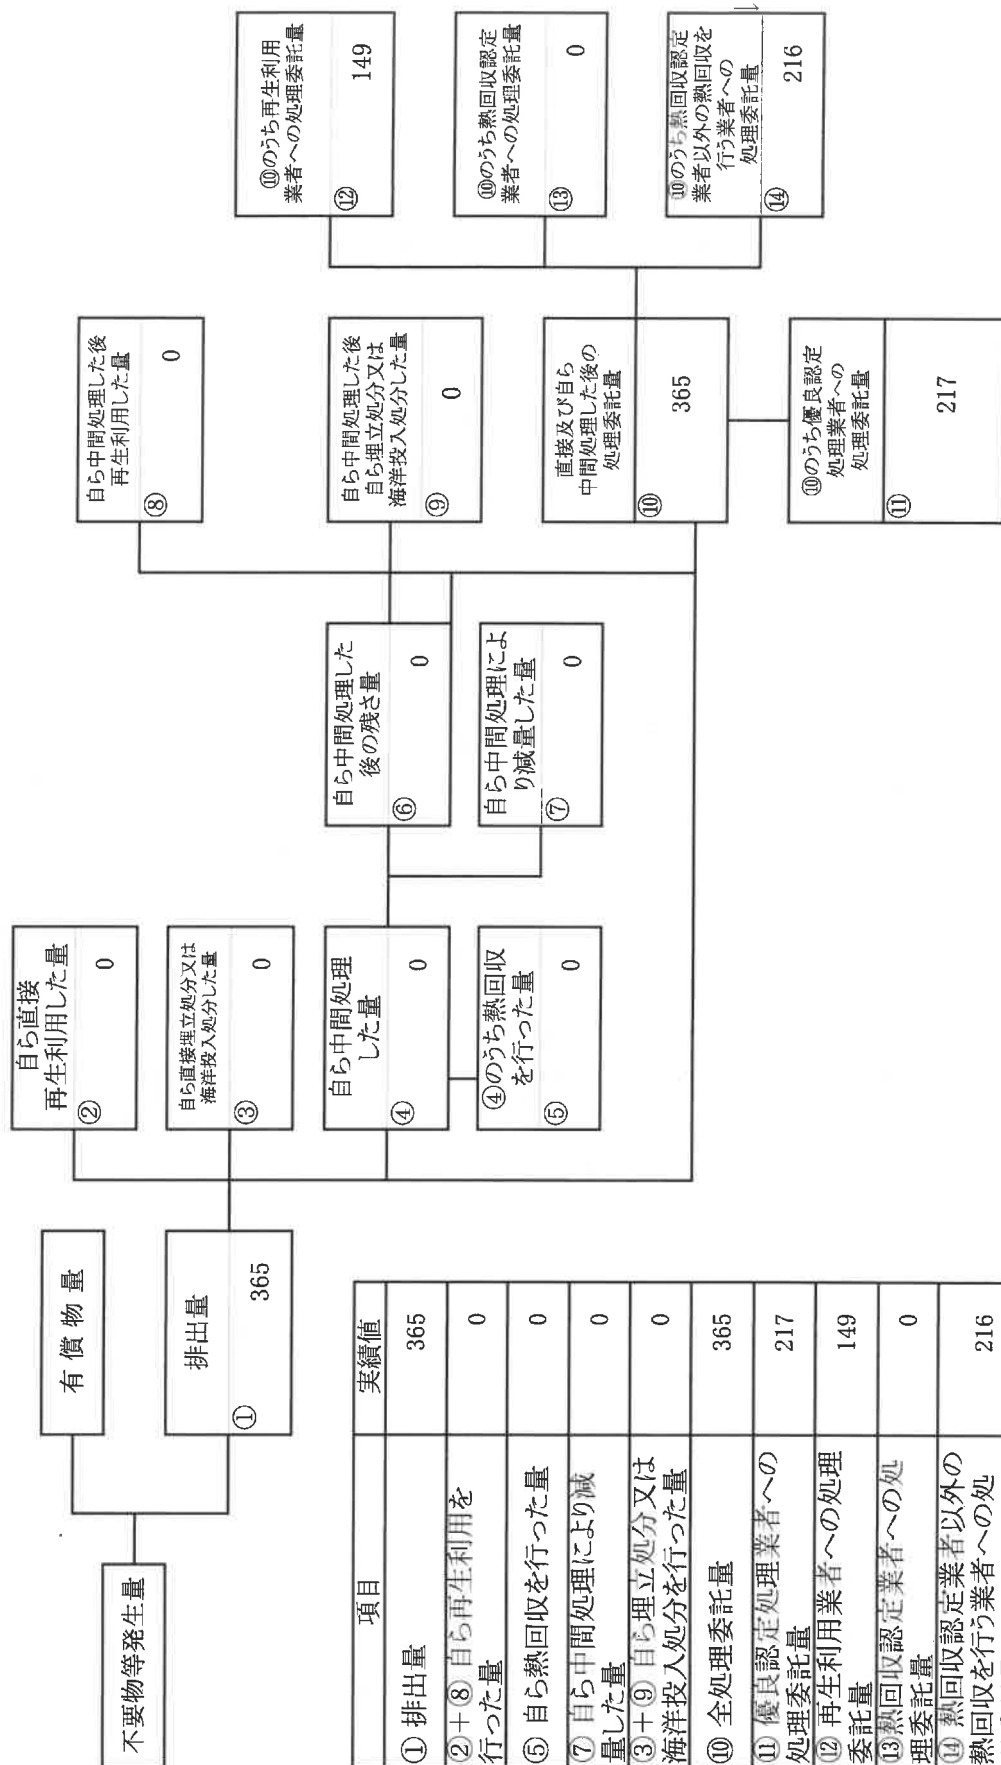 不要物等発生量
有償物量
排出量
①
365
自ら直接
再生利用した量
②
0
自ら直接埋立処分又は
海洋投入処分した量
③
0
自ら中間処理
した量
④
0
④のうち熱回収
を行った量
⑤
0
自ら中間処理した
後の残さ量
⑥
0
自ら中間処理によ
り減量した量
⑦
0
自ら中間処理した後
再生利用した量
⑧
0
自ら中間処理した後
自ら埋立処分又は
海洋投入処分した量
⑨
0
直接及び自ら
中間処理した後の
処理委託量
⑩
365
⑩のうち優良認定
処理業者への
処理委託量
⑪
217
⑩のうち再生利用
業者への処理委託量
⑫
149
⑩のうち熱回収認定
業者への処理委託量
⑬
0
⑩のうち熱回収認定
業者以外の熱回収を
行う業者への
処理委託量
⑭
216
項目 実績値
①排出量 365
②+⑧自ら再生利用を
行った量 0
⑤自ら熱回収を行った量 0
⑦自ら中間処理により減
量した量 0
③+⑨自ら埋立処分又は
海洋投入処分を行った量 0
⑩全処理委託量 365
⑪優良認定処理業者への
処理委託量 217
⑫再生利用業者への処理
委託量 149
⑬熱回収認定業者への処
理委託量 0
⑭熱回収認定業者以外の
熱回収を行う業者への処 216